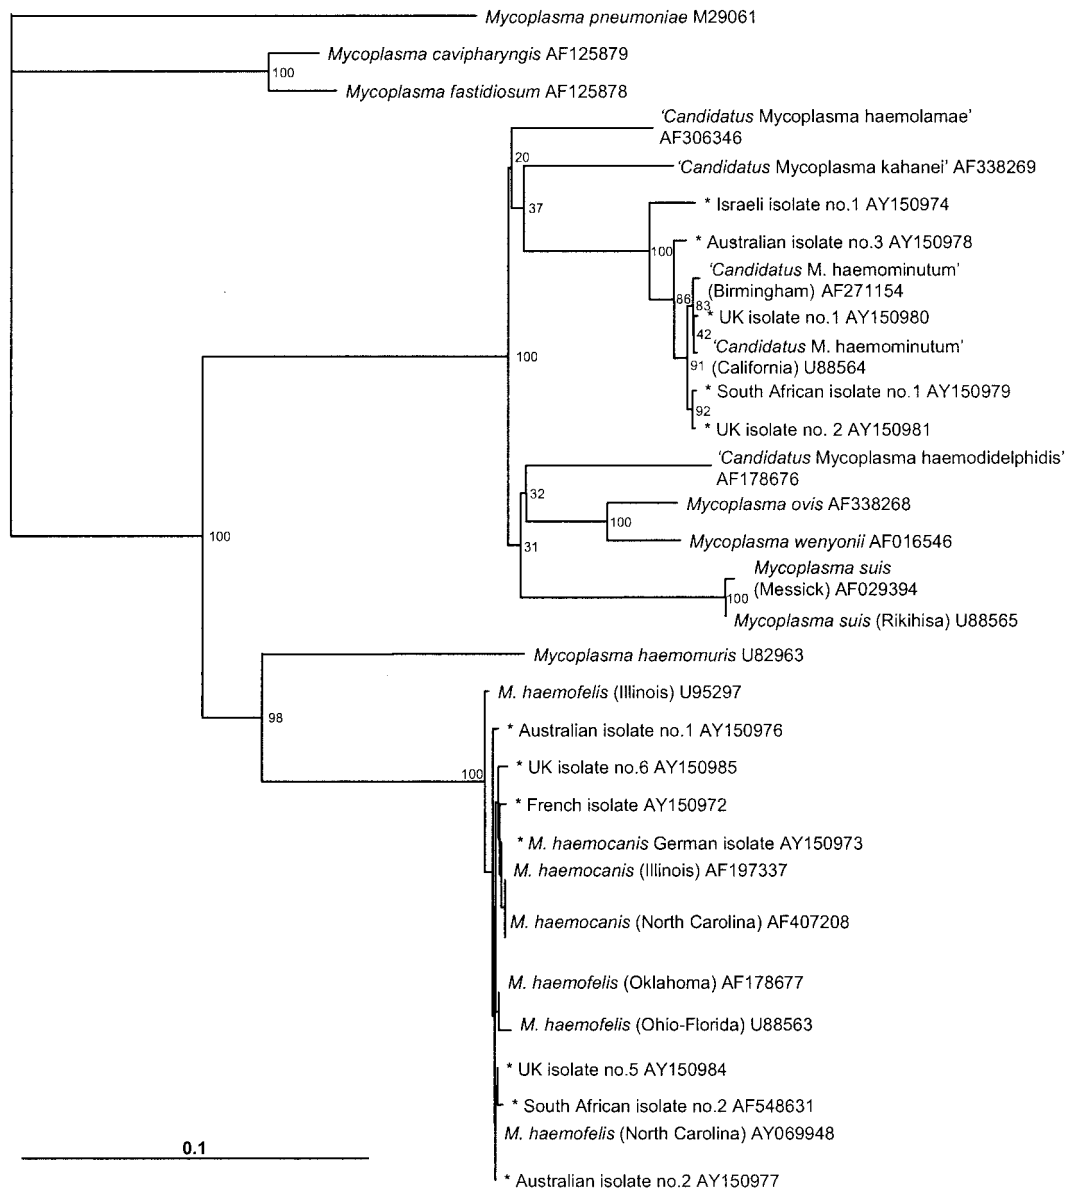 Mycoplasma pneumoniae M29061
Mycoplasma cavipharyngis AF125879
100
Mycoplasma fastidiosum AF125878
‘Candidatus Mycoplasma haemolamae’
AF306346
20
‘Candidatus Mycoplasma kahanei’ AF338269
37
* Israeli isolate no.1 AY150974
100
* Australian isolate no.3 AY150978
‘Candidatus M. haemominutum’
(Birmingham) AF271154
86
83
* UK isolate no.1 AY150980
42
‘Candidatus M. haemominutum’
(California) U88564
91
* South African isolate no.1 AY150979
92
* UK isolate no. 2 AY150981
100
‘Candidatus Mycoplasma haemodidelphidis’
AF178676
32
Mycoplasma ovis AF338268
100
Mycoplasma wenyonii AF016546
31
Mycoplasma suis
(Messick) AF029394
100
Mycoplasma suis (Rikihisa) U88565
100
Mycoplasma haemomuris U82963
98
M. haemofelis (Illinois) U95297
* Australian isolate no.1 AY150976
* UK isolate no.6 AY150985
100
* French isolate AY150972
* M. haemocanis German isolate AY150973
M. haemocanis (Illinois) AF197337
M. haemocanis (North Carolina) AF407208
M. haemofelis (Oklahoma) AF178677
M. haemofelis (Ohio-Florida) U88563
* UK isolate no.5 AY150984
* South African isolate no.2 AF548631
M. haemofelis (North Carolina) AY069948
* Australian isolate no.2 AY150977
0.1